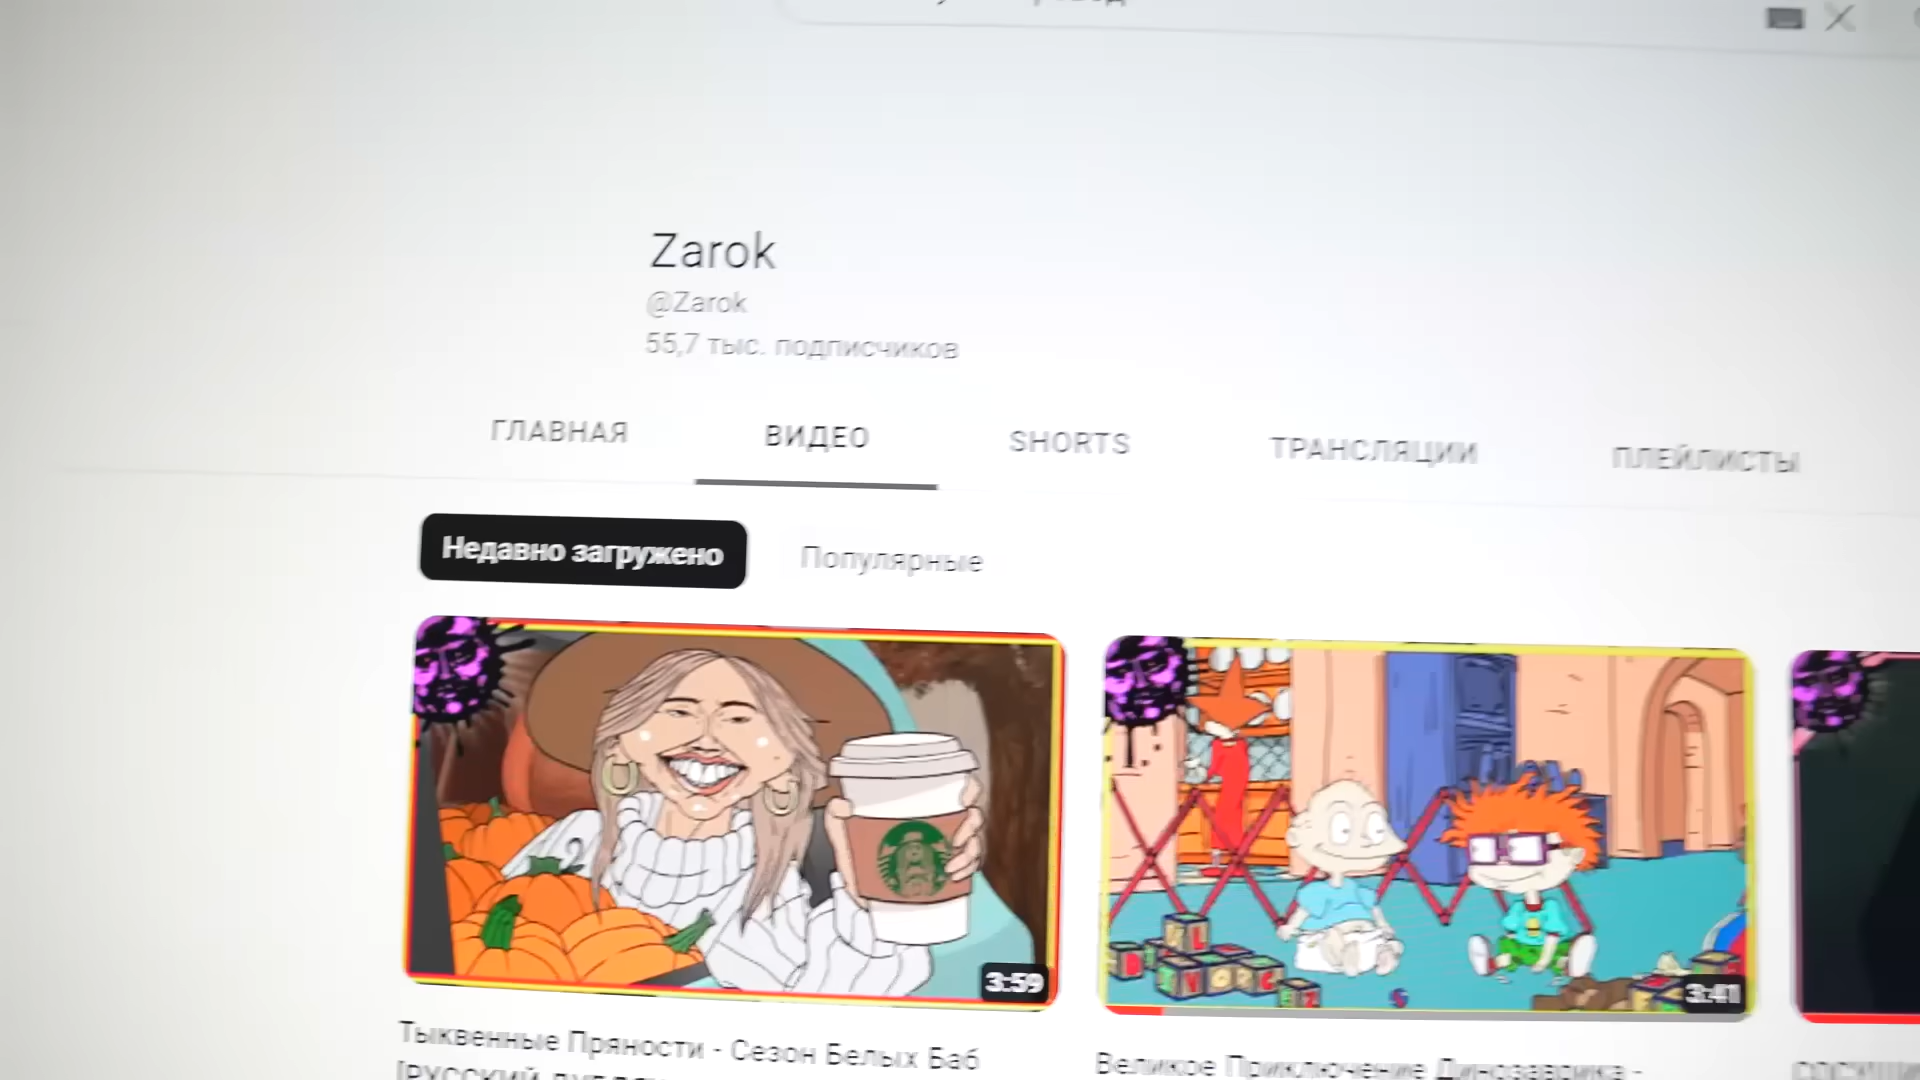 Zarok
@Zarok
55,7 тыс. подписчиков
ГЛАВНАЯ ВИДЕО SHORTS ТРАНСЛЯЦИИ ПЛЕЙЛИСТЫ
Недавно загружено Популярные
3:59
3:41
Тыквенные Пряности - Сезон Белых Баб
Великое Приключение Динозаврика -
[РУССКИЙ